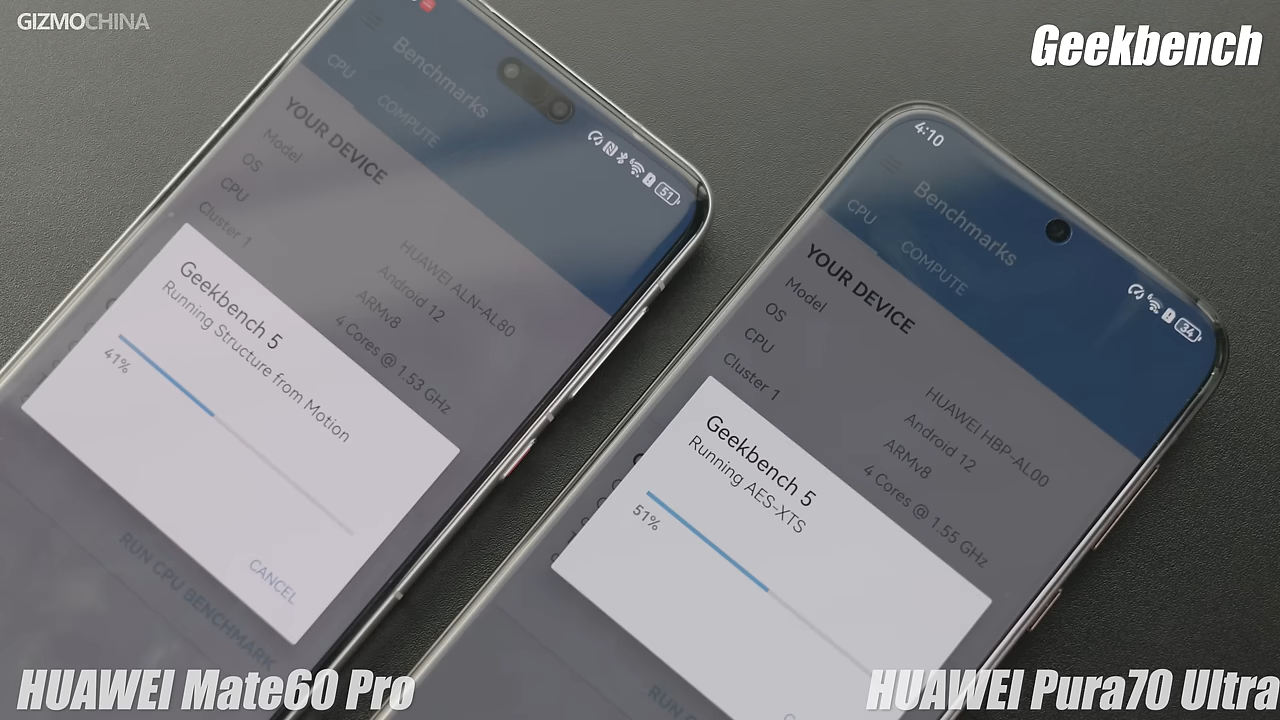 GIZMOCHINA
Geekbench
Benchmarks
CPU
COMPUTE
YOUR DEVICE
Model
HUAWEI ALN-AL80
OS
Android 12
CPU
ARMv8
Cluster 1
4 Cores @ 1.53 GHz
Geekbench 5
Running Structure from Motion
41%
CANCEL
RUN CPU BENCHMARK
51
4:10
34
Benchmarks
CPU
COMPUTE
YOUR DEVICE
Model
HUAWEI HBP-AL00
OS
Android 12
CPU
ARMv8
Cluster 1
4 Cores @ 1.55 GHz
Geekbench 5
Running AES-XTS
51%
RUN
HUAWEI Mate60 Pro
HUAWEI Pura70 Ultra